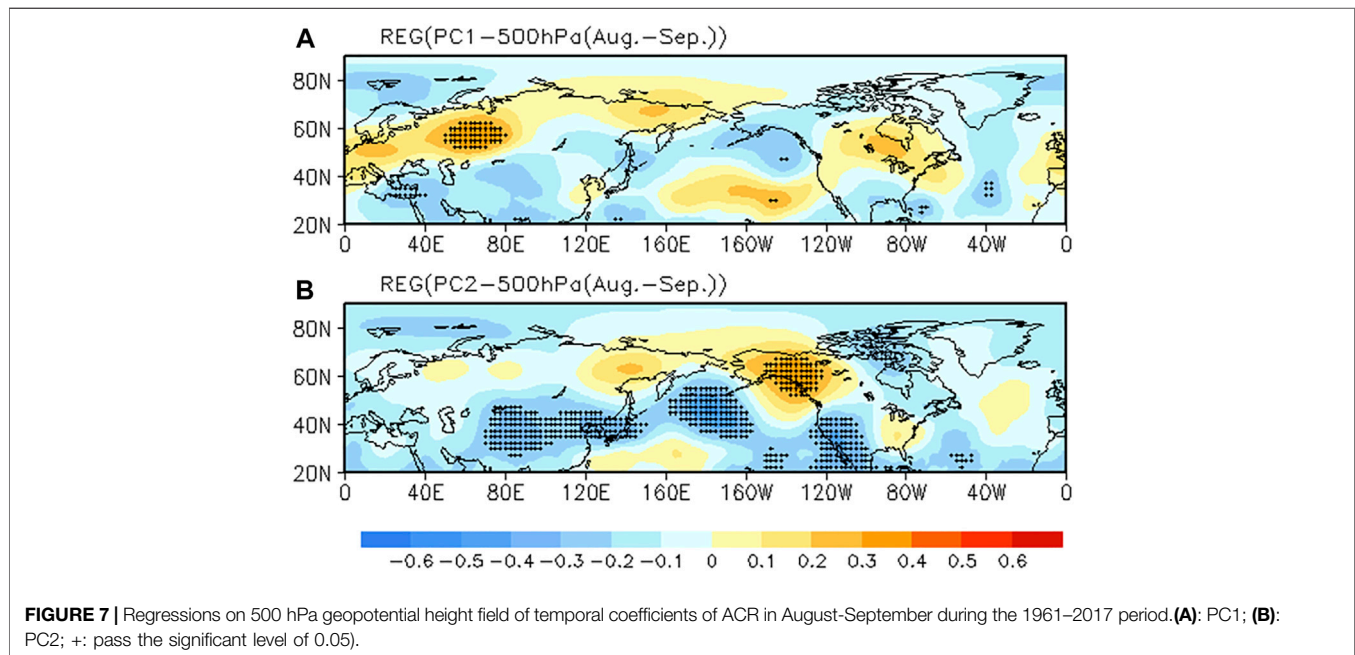 A
REG(PC1-500hPa(Aug.-Sep.))
80N
60N
40N
20N
0 40E 80E 120E 160E 160W 120W 80W 40W 0
B
REG(PC2-500hPa(Aug.-Sep.))
80N
60N
40N
20N
0 40E 80E 120E 160E 160W 120W 80W 40W 0
-0.6 -0.5 -0.4 -0.3 -0.2 -0.1 0 0.1 0.2 0.3 0.4 0.5 0.6
FIGURE 7 | Regressions on 500 hPa geopotential height field of temporal coefficients of ACR in August-September during the 1961–2017 period.(A): PC1; (B):
PC2; +: pass the significant level of 0.05).